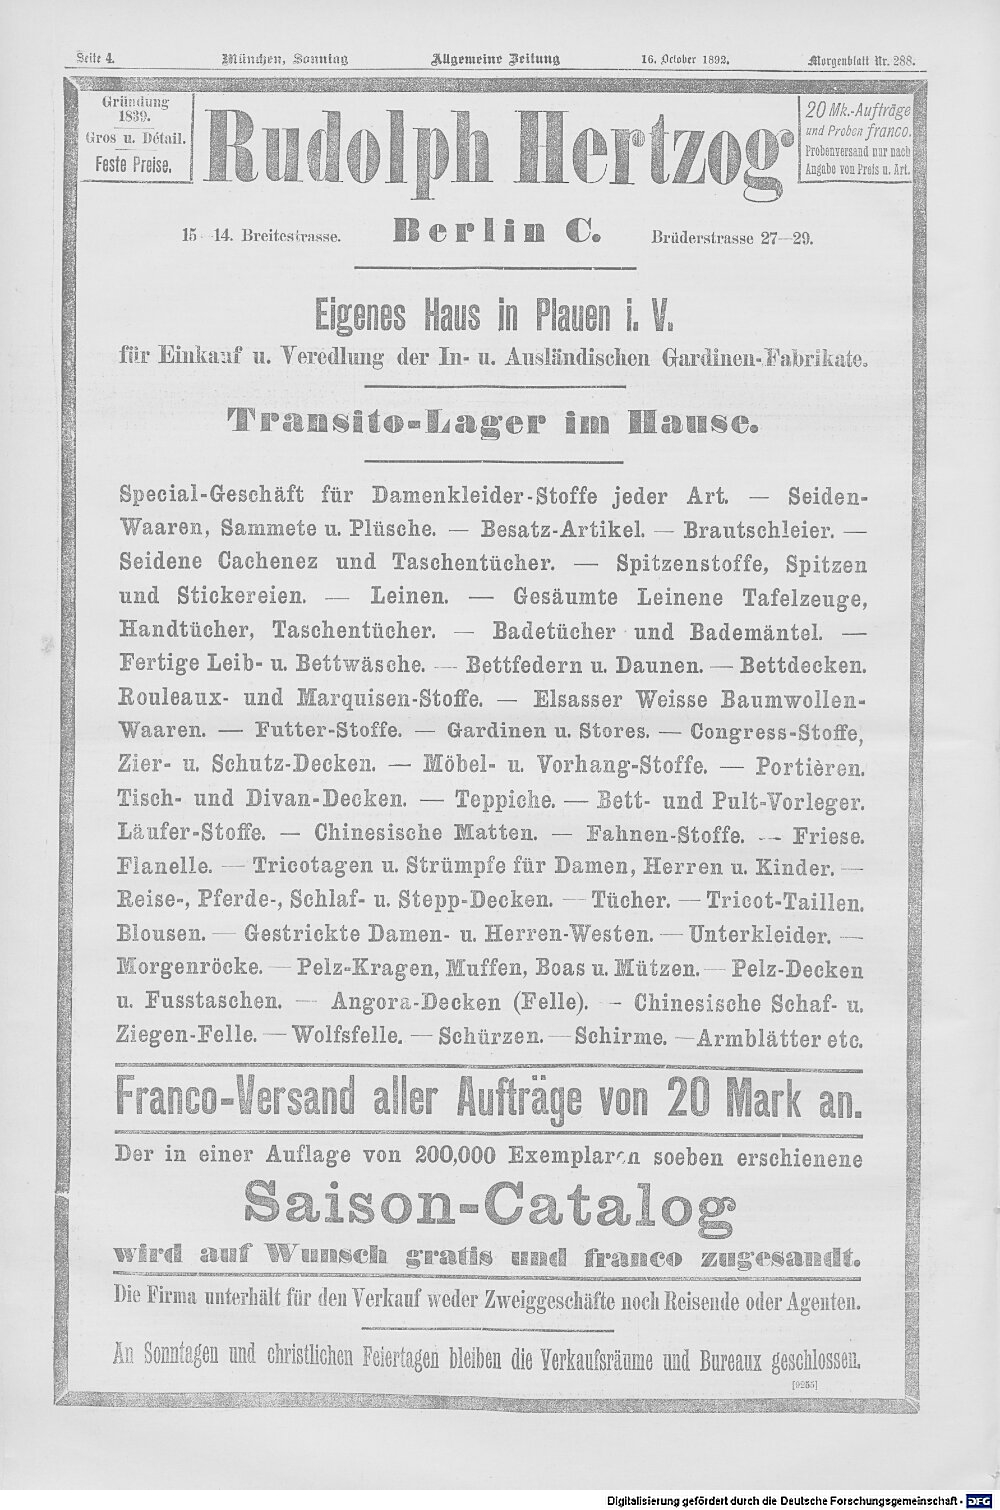 Seite 4. München, Sonntag Allgemeine Zeitung 16. October 1892. Morgenblatt Nr. 288.
Gründung
1839.
Gros u. Détail.
Feste Preise.
Rudolph Hertzog
20 Mk.-Aufträge
und Proben franco.
Probenversand nur nach
Angabe von Preis u. Art.
15-14. Breitestrasse. Berlin C. Brüderstrasse 27-29.
Eigenes Haus in Plauen i. V.
für Einkauf u. Veredlung der In- u. Ausländischen Gardinen-Fabrikate.
Transito-Lager im Hause.
Special-Geschäft für Damenkleider-Stoffe jeder Art. — Seiden-
Waaren, Sammete u. Plüsche. — Besatz-Artikel. — Brautschleier. —
Seidene Cachenez und Taschentücher. — Spitzenstoffe, Spitzen
und Stickereien. — Leinen. — Gesäumte Leinene Tafelzeuge,
Handtücher, Taschentücher. — Badetücher und Bademäntel. —
Fertige Leib- u. Bettwäsche. — Bettfedern u. Daunen. — Bettdecken.
Rouleaux- und Marquisen-Stoffe. — Elsasser Weisse Baumwollen-
Waaren. — Futter-Stoffe. — Gardinen u. Stores. — Congress-Stoffe,
Zier- u. Schutz-Decken. — Möbel- u. Vorhang-Stoffe. — Portièren.
Tisch- und Divan-Decken. — Teppiche. — Bett- und Pult-Vorleger.
Läufer-Stoffe. — Chinesische Matten. — Fahnen-Stoffe. — Friese.
Flanelle. — Tricotagen u. Strümpfe für Damen, Herren u. Kinder. —
Reise-, Pferde-, Schlaf- u. Stepp-Decken. — Tücher. — Tricot-Taillen.
Blousen. — Gestrickte Damen- u. Herren-Westen. — Unterkleider. —
Morgenröcke. — Pelz-Kragen, Muffen, Boas u. Mützen. — Pelz-Decken
u. Fusstaschen. — Angora-Decken (Felle). — Chinesische Schaf- u.
Ziegen-Felle. — Wolfsfelle. — Schürzen. — Schirme. — Armblätter etc.
Franco-Versand aller Aufträge von 20 Mark an.
Der in einer Auflage von 200,000 Exemplaren soeben erschienene
Saison-Catalog
wird auf Wunsch gratis und franco zugesandt.
Die Firma unterhält für den Verkauf weder Zweiggeschäfte noch Reisende oder Agenten.
An Sonntagen und christlichen Feiertagen bleiben die Verkaufsräume und Bureaux geschlossen.
[9255]
Digitalisierung gefördert durch die Deutsche Forschungsgemeinschaft - DFG